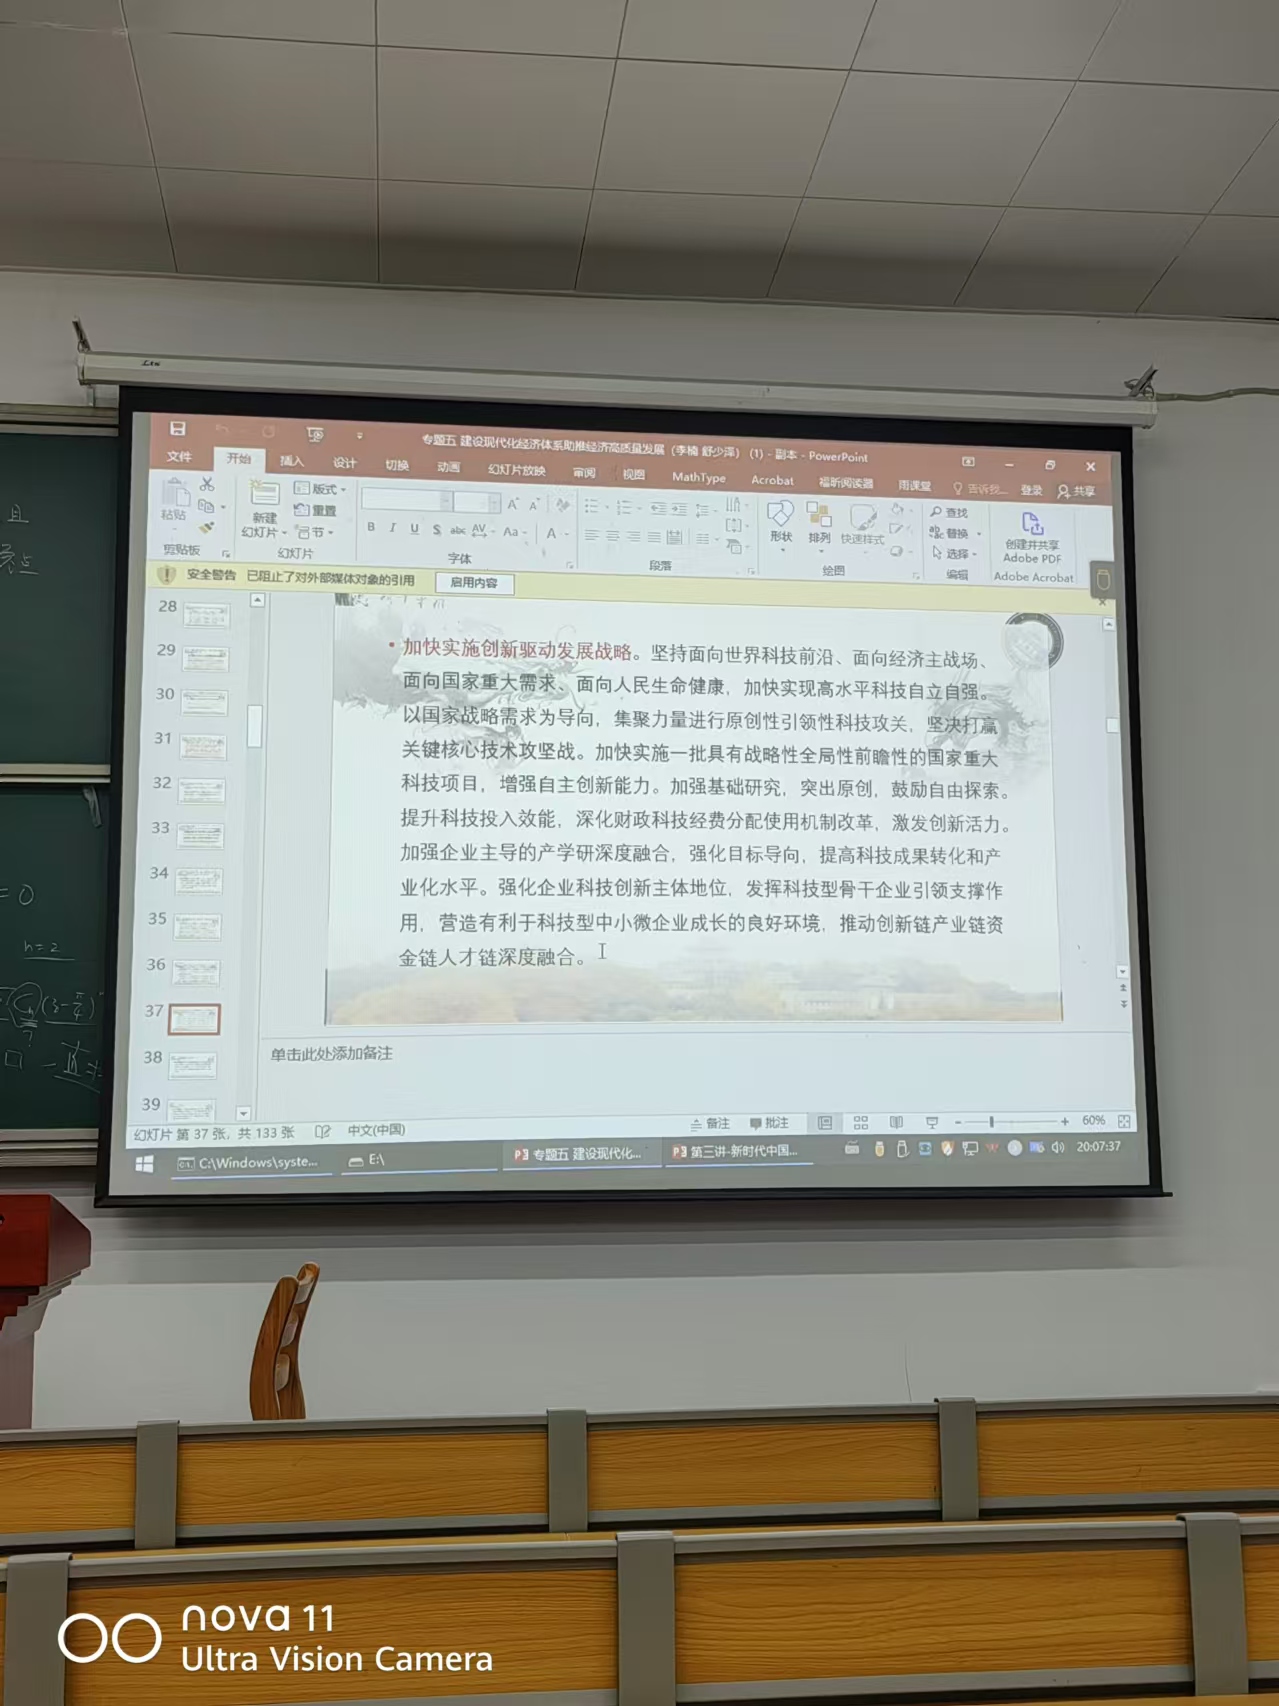 Lts
专题五 建设现代化经济体系助推经济高质量发展（李楠 舒少泽）(1) - 副本 - PowerPoint
文件 开始 插入 设计 切换 动画 幻灯片放映 审阅 视图 MathType Acrobat 福昕阅读器 雨课堂 告诉我... 登录 共享
粘贴
剪贴板
新建
幻灯片
版式
重置
节
幻灯片
B I U S abc AV Aa A
字体
段落
形状 排列 快速样式
绘图
查找
替换
选择
编辑
创建并共享
Adobe PDF
Adobe Acrobat
安全警告 已阻止了对外部媒体对象的引用 启用内容
28
29
30
31
32
33
34
35
36
37
38
39
• 加快实施创新驱动发展战略。坚持面向世界科技前沿、面向经济主战场、
面向国家重大需求、面向人民生命健康，加快实现高水平科技自立自强。
以国家战略需求为导向，集聚力量进行原创性引领性科技攻关，坚决打赢
关键核心技术攻坚战。加快实施一批具有战略性全局性前瞻性的国家重大
科技项目，增强自主创新能力。加强基础研究，突出原创，鼓励自由探索。
提升科技投入效能，深化财政科技经费分配使用机制改革，激发创新活力。
加强企业主导的产学研深度融合，强化目标导向，提高科技成果转化和产
业化水平。强化企业科技创新主体地位，发挥科技型骨干企业引领支撑作
用，营造有利于科技型中小微企业成长的良好环境，推动创新链产业链资
金链人才链深度融合。
单击此处添加备注
幻灯片 第 37 张，共 133 张 中文(中国) 备注 批注 60%
C:\Windows\syste... E:\ 专题五 建设现代化... 第三讲-新时代中国... 20:07:37
且
= 0
n=2
nova 11
Ultra Vision Camera